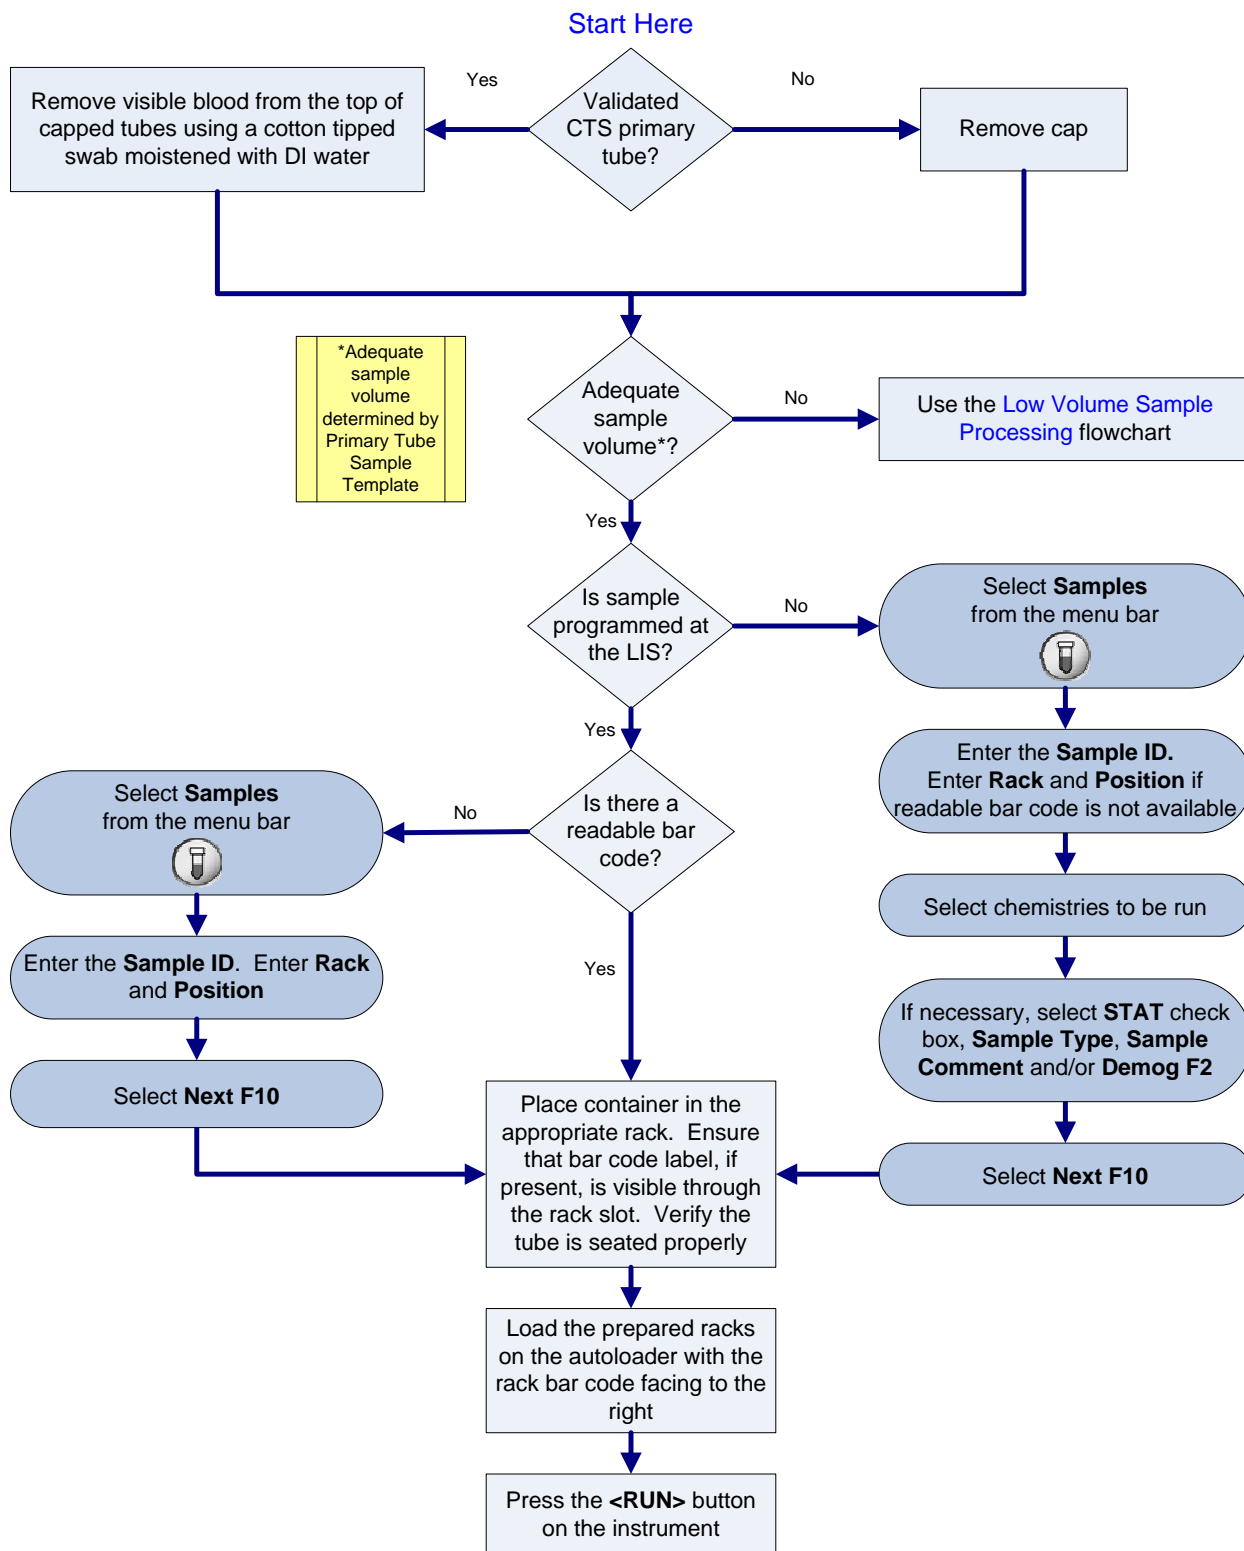 Start Here
Validated
CTS primary
tube?
Yes
No
Remove visible blood from the top of
capped tubes using a cotton tipped
swab moistened with DI water
Remove cap
*Adequate
sample
volume
determined by
Primary Tube
Sample
Template
Adequate
sample
volume*?
No
Use the Low Volume Sample
Processing flowchart
Yes
Is sample
programmed at
the LIS?
No
Select Samples
from the menu bar
Enter the Sample ID.
Enter Rack and Position if
readable bar code is not available
Select chemistries to be run
If necessary, select STAT check
box, Sample Type, Sample
Comment and/or Demog F2
Select Next F10
Yes
Is there a
readable bar
code?
No
Select Samples
from the menu bar
Enter the Sample ID.  Enter Rack
and Position
Select Next F10
Yes
Place container in the
appropriate rack.  Ensure
that bar code label, if
present, is visible through
the rack slot.  Verify the
tube is seated properly
Load the prepared racks
on the autoloader with the
rack bar code facing to the
right
Press the <RUN> button
on the instrument